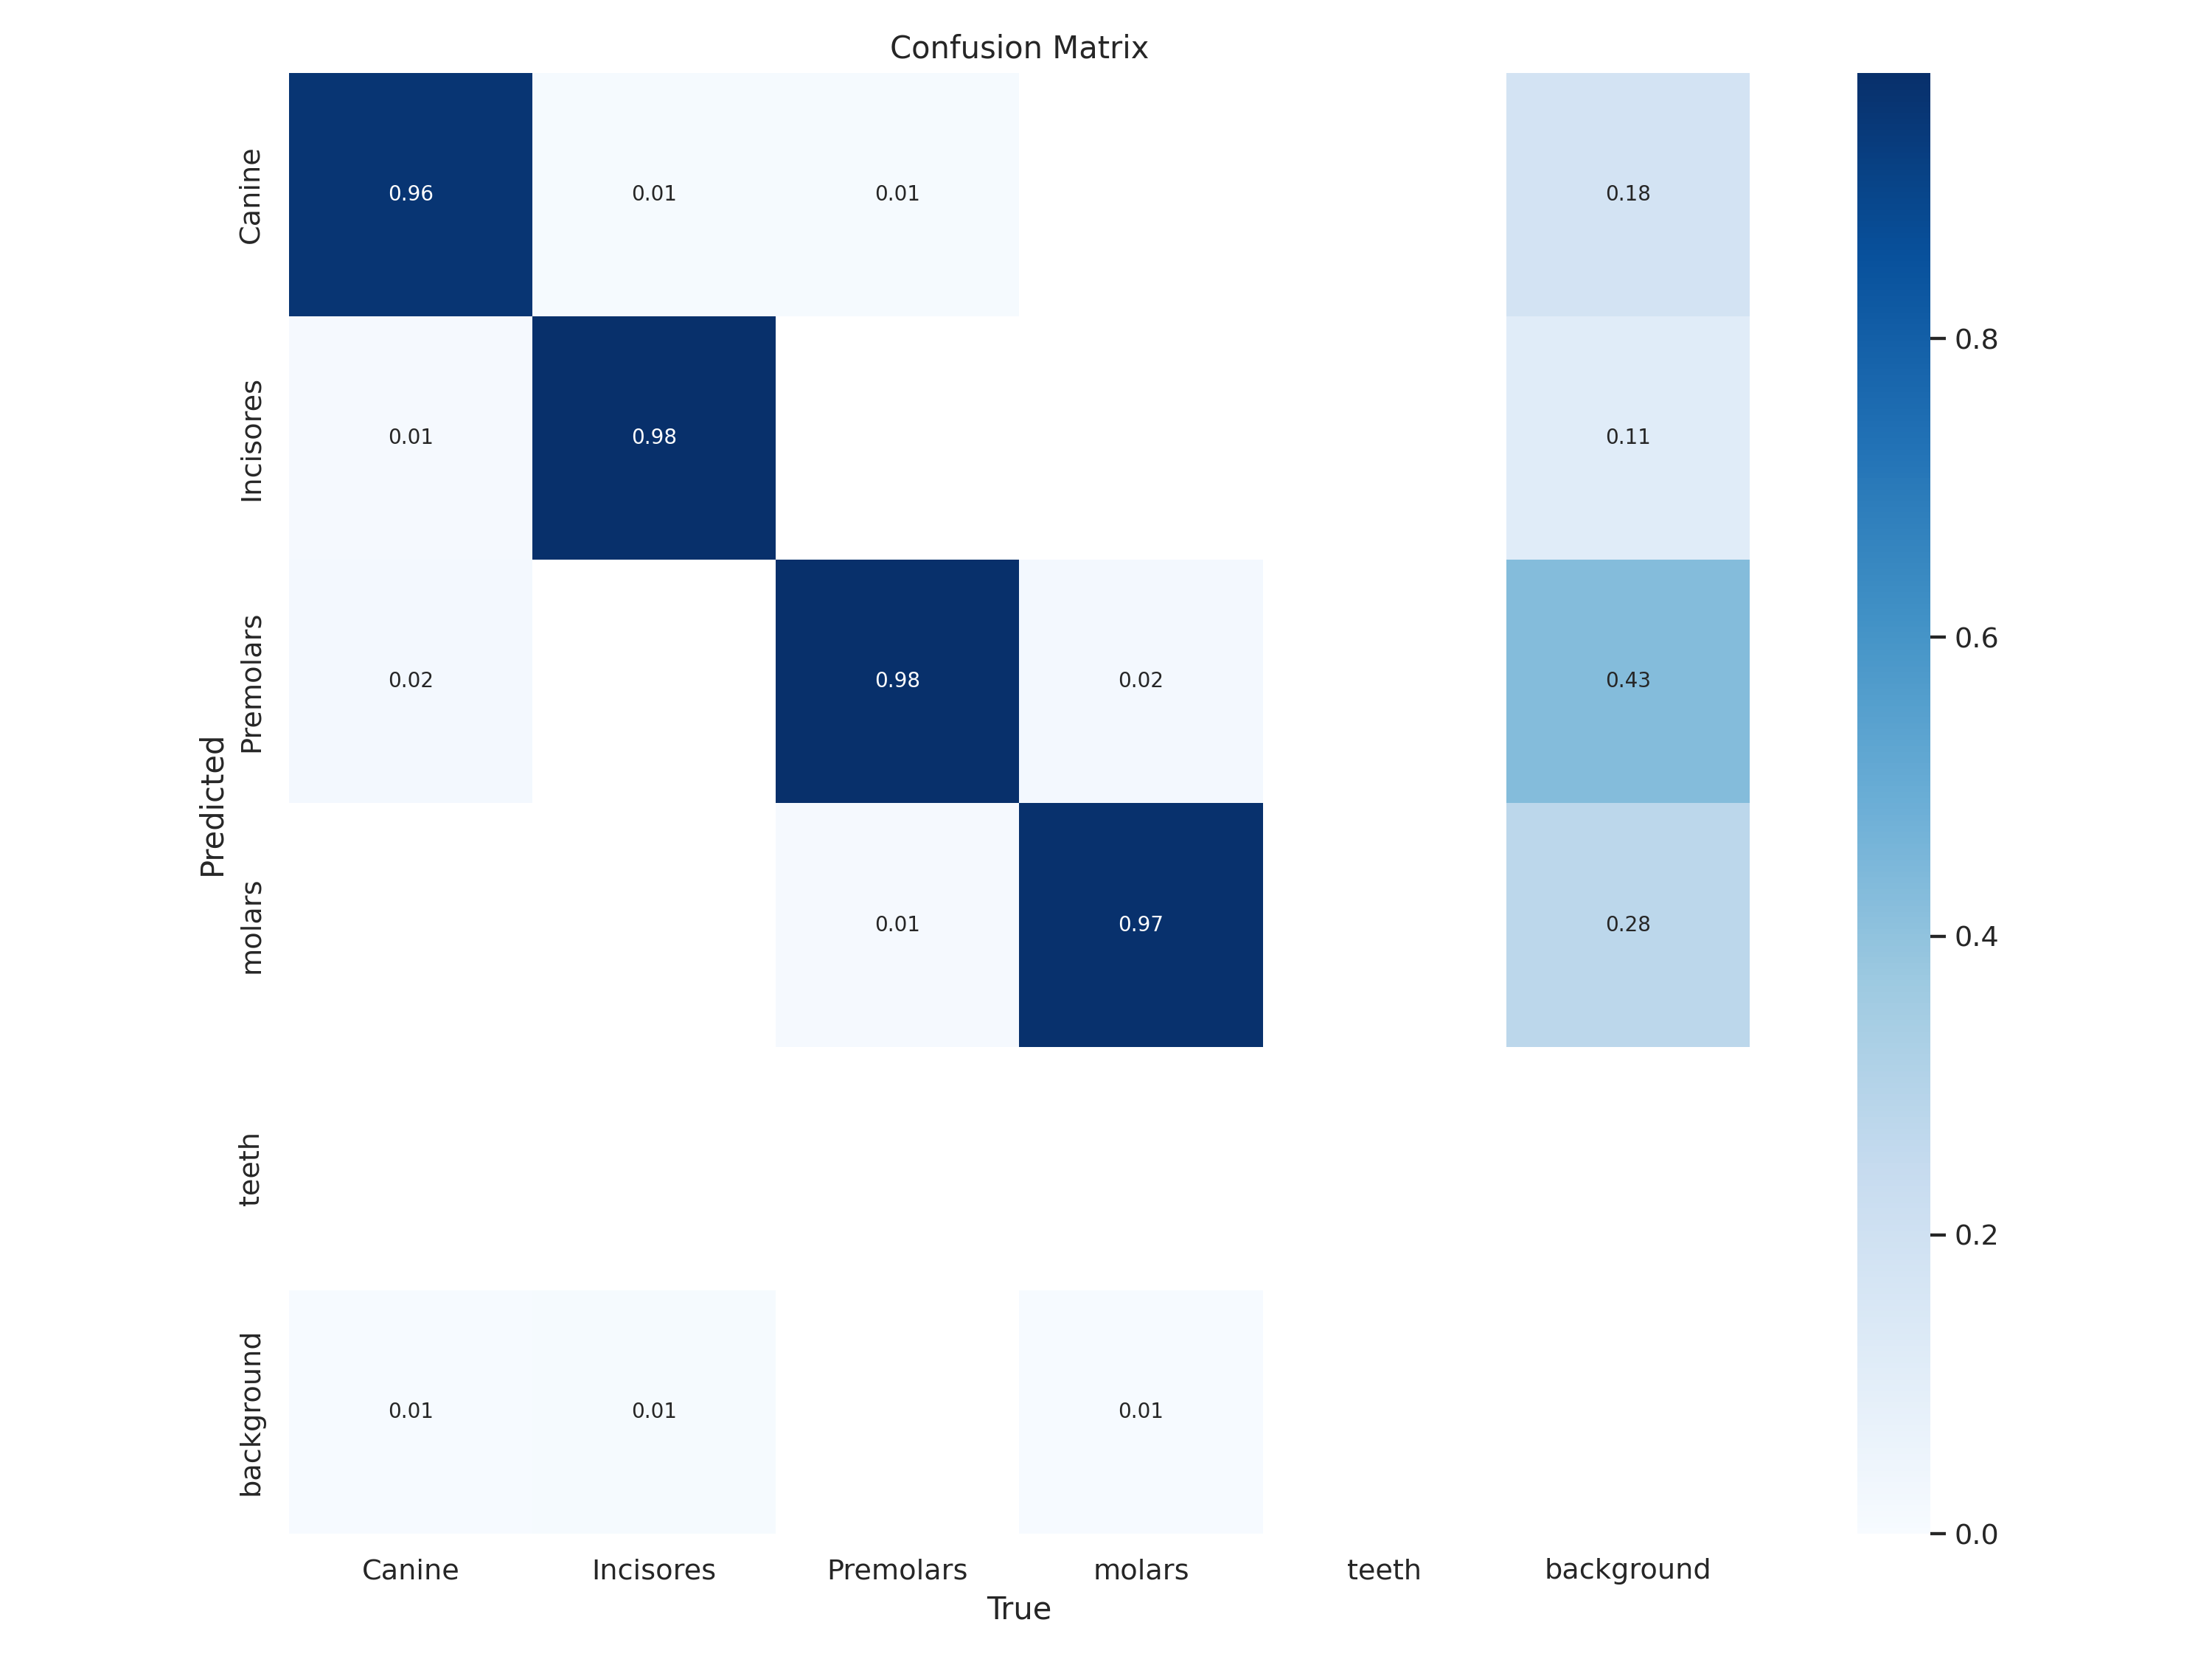 Confusion Matrix
Canine
0.96 0.01 0.01 0.18
Incisores
0.01 0.98 0.11
Premolars
0.02 0.98 0.02 0.43
molars
0.01 0.97 0.28
teeth
background
0.01 0.01 0.01
Predicted
Canine Incisores Premolars molars teeth background
True
0.8
0.6
0.4
0.2
0.0